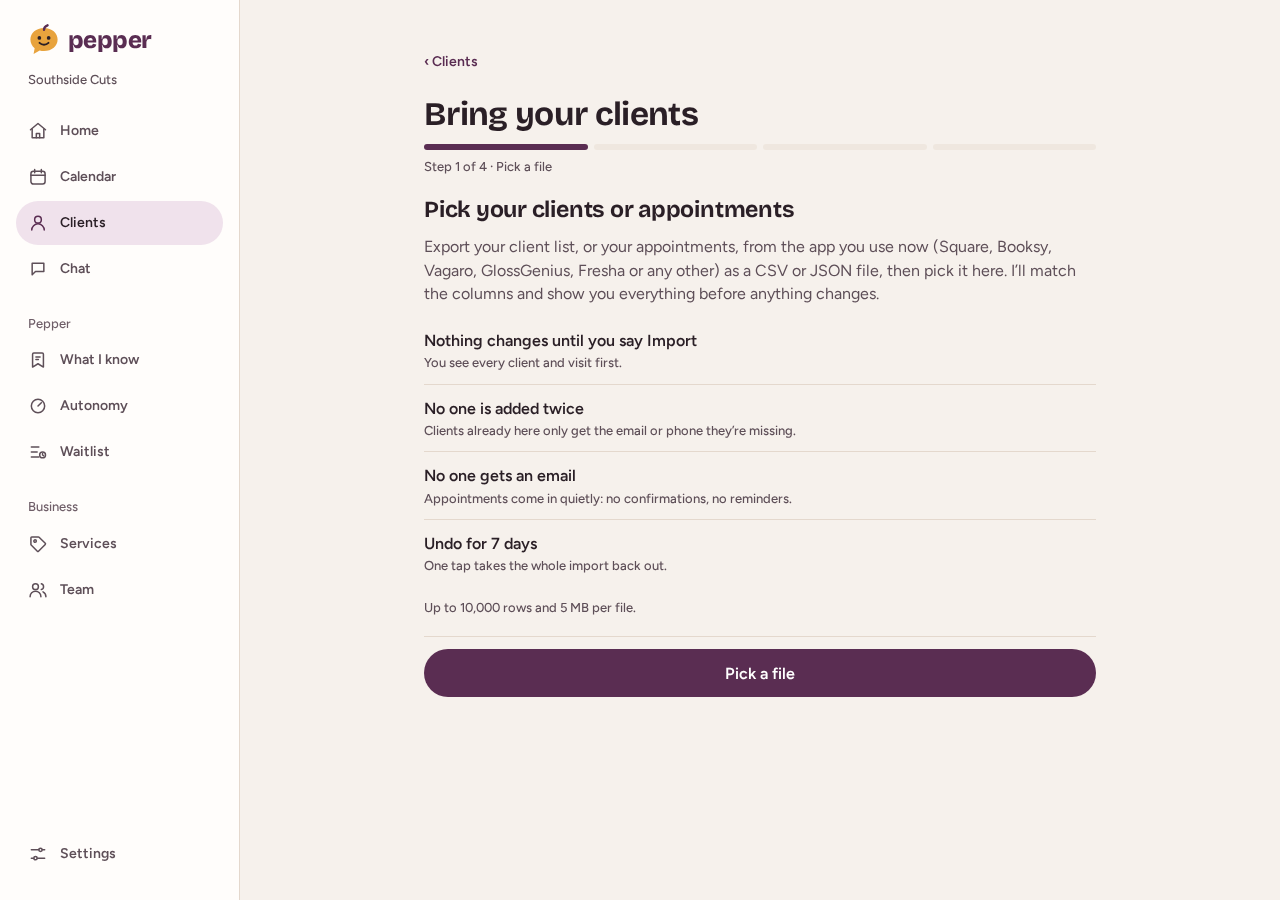 pepper
Southside Cuts
Home
Calendar
Clients
Chat
Pepper
What I know
Autonomy
Waitlist
Business
Services
Team
Settings
‹ Clients
Bring your clients
Step 1 of 4 · Pick a file
Pick your clients or appointments
Export your client list, or your appointments, from the app you use now (Square, Booksy,
Vagaro, GlossGenius, Fresha or any other) as a CSV or JSON file, then pick it here. I’ll match
the columns and show you everything before anything changes.
Nothing changes until you say Import
You see every client and visit first.
No one is added twice
Clients already here only get the email or phone they’re missing.
No one gets an email
Appointments come in quietly: no confirmations, no reminders.
Undo for 7 days
One tap takes the whole import back out.
Up to 10,000 rows and 5 MB per file.
Pick a file